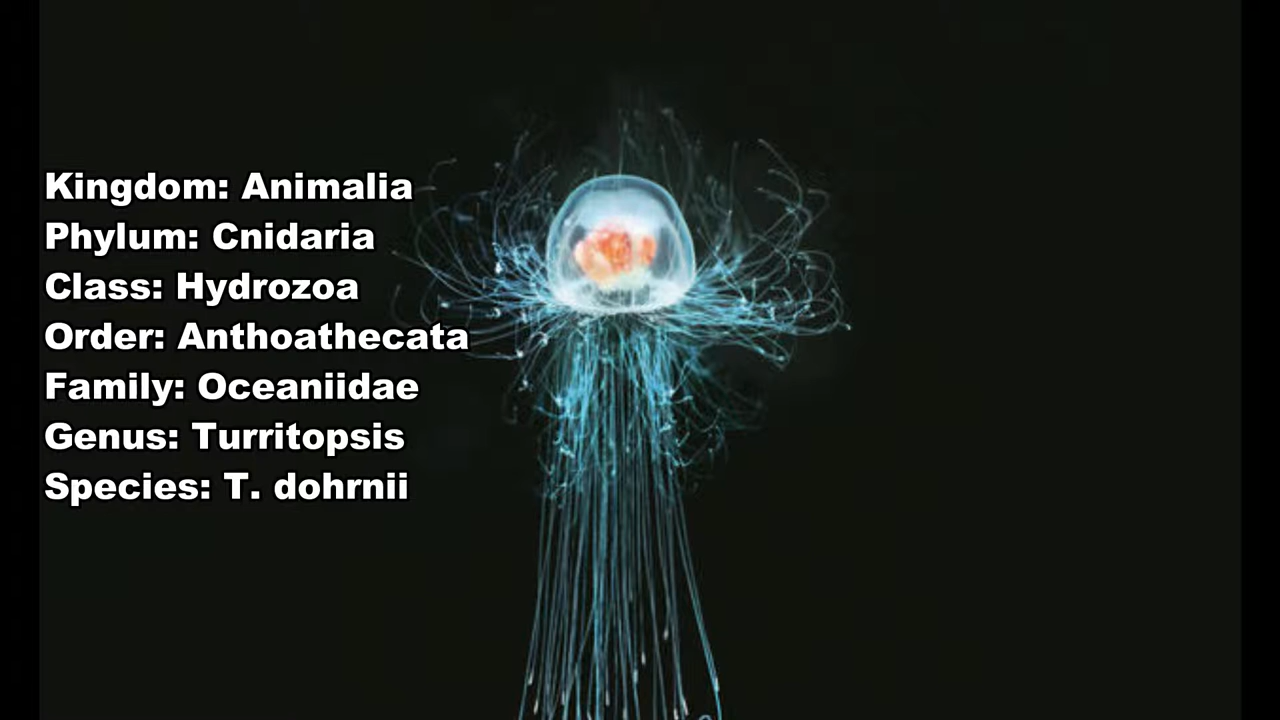 Kingdom: Animalia
Phylum: Cnidaria
Class: Hydrozoa
Order: Anthoathecata
Family: Oceaniidae
Genus: Turritopsis
Species: T. dohrnii